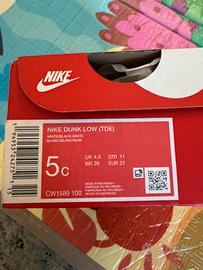 NIKE
NIKE DUNK LOW (TDE)
WHITE/BLACK-WHITE
BLANC/BLANC/NOIR
5C
UK 4.5 CM 11
BR 20 EUR 21
CW1589 100